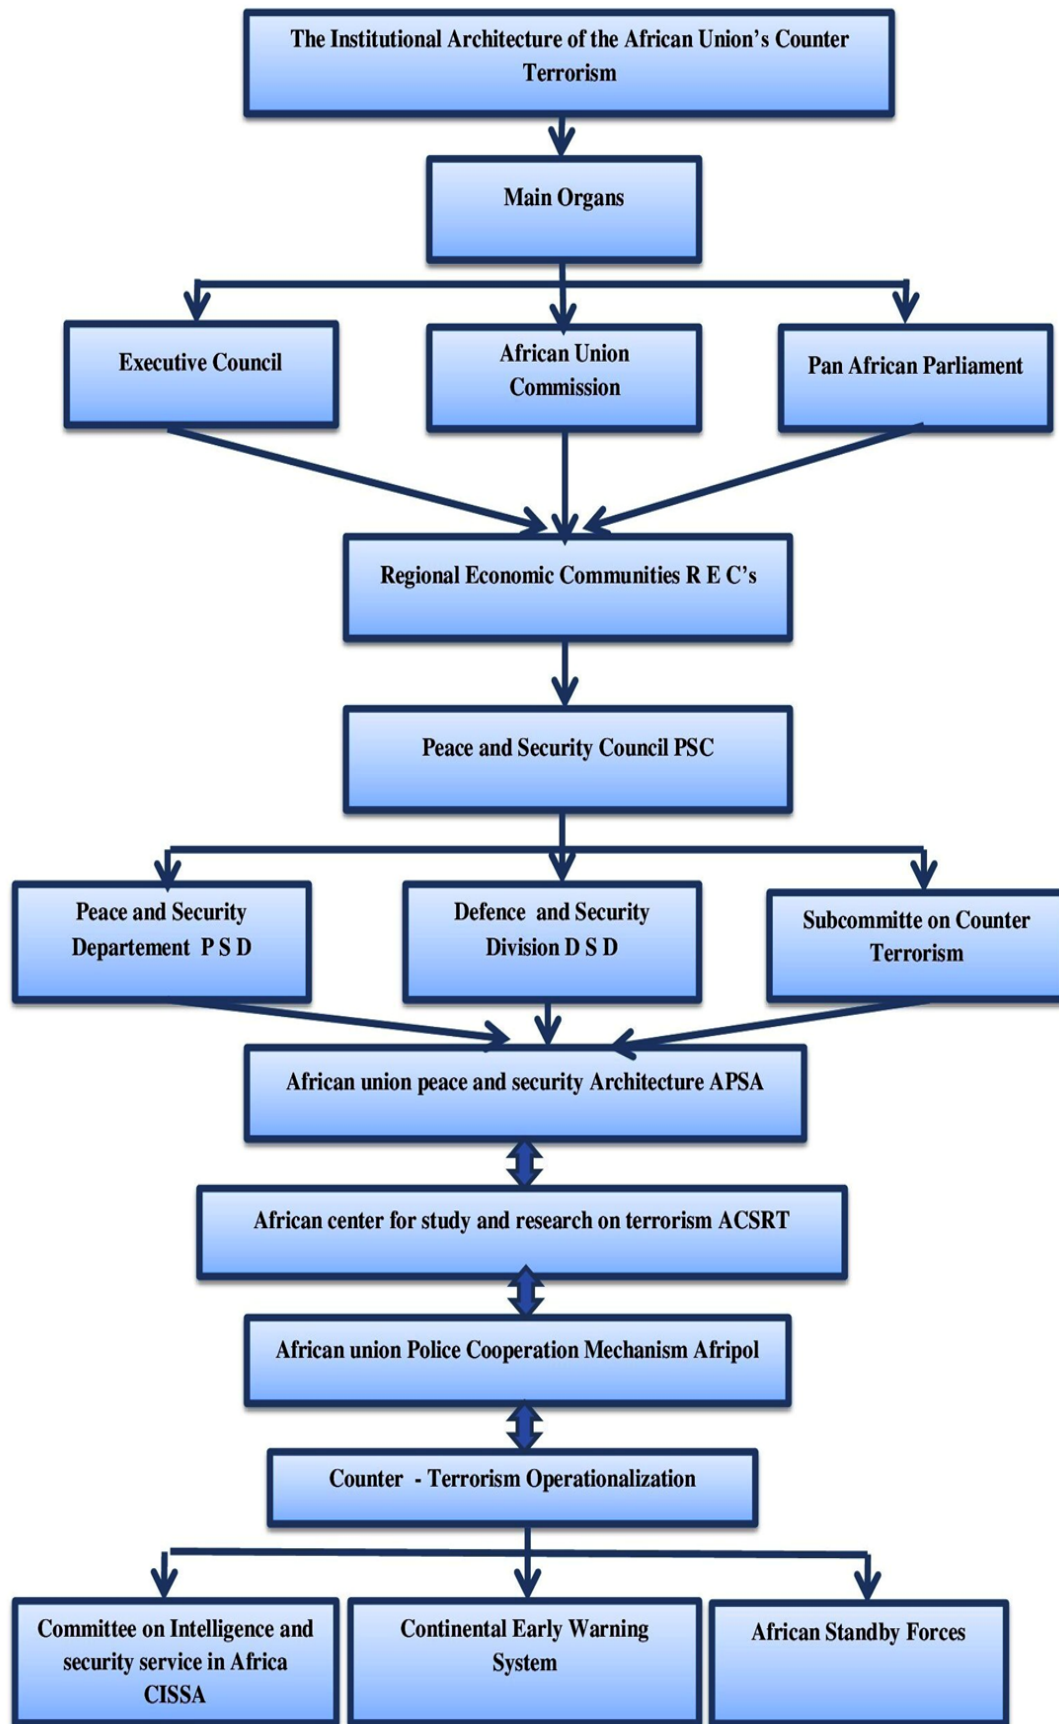 The Institutional Architecture of the African Union’s Counter
Terrorism
Main Organs
Executive Council
African Union
Commission
Pan African Parliament
Regional Economic Communities R E C’s
Peace and Security Council PSC
Peace and Security
Departement P S D
Defence and Security
Division D S D
Subcommitte on Counter
Terrorism
African union peace and security Architecture APSA
African center for study and research on terrorism ACSRT
African union Police Cooperation Mechanism Afripol
Counter - Terrorism Operationalization
Committee on Intelligence and
security service in Africa
CISSA
Continental Early Warning
System
African Standby Forces